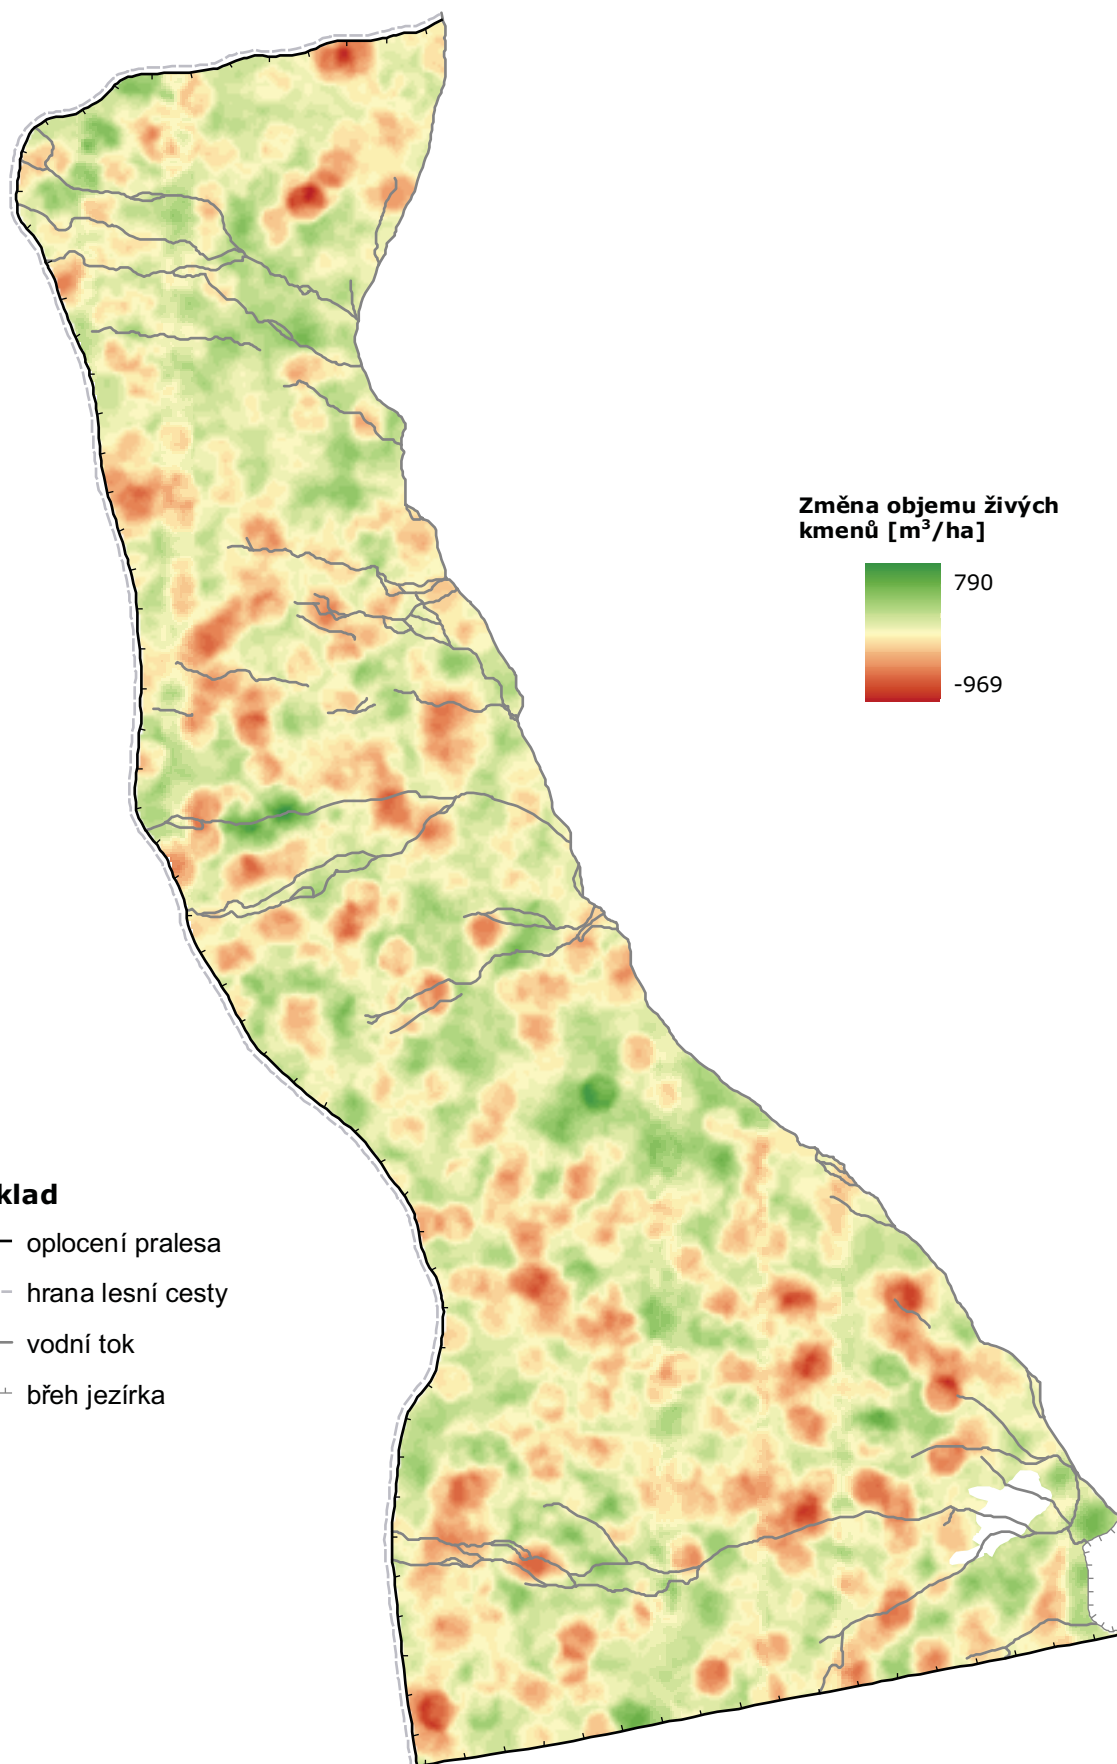 Změna objemu živých
kmenů [m³/ha]
790
-969
klad
oplocení pralesa
hrana lesní cesty
vodní tok
břeh jezírka